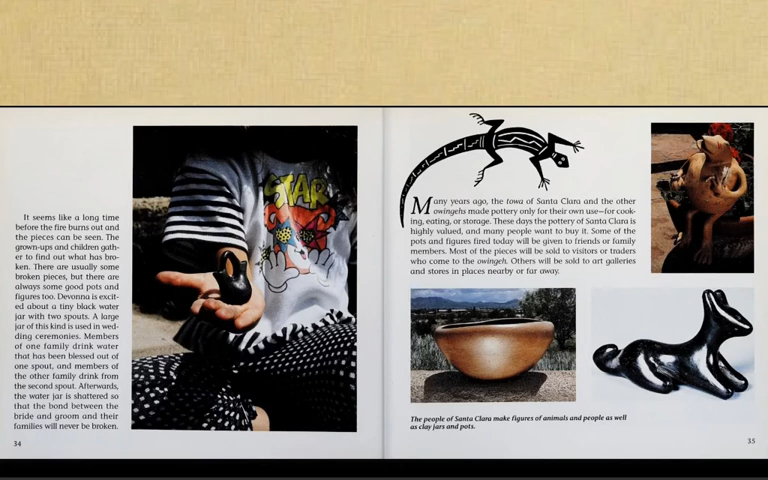 It seems like a long time
before the fire burns out and
the pieces can be seen. The
grown-ups and children gath-
er to find out what has bro-
ken. There are usually some
broken pieces, but there are
always some good pots and
figures too. Devonna is excit-
ed about a tiny black water
jar with two spouts. A large
jar of this kind is used in wed-
ding ceremonies. Members
of one family drink water
that has been blessed out of
one spout, and members of
the other family drink from
the second spout. Afterwards,
the water jar is shattered so
that the bond between the
bride and groom and their
families will never be broken.
34
STAR
Many years ago, the towa of Santa Clara and the other
owingehs made pottery only for their own use—for cook-
ing, eating, or storage. These days the pottery of Santa Clara is
highly valued, and many people want to buy it. Some of the
pots and figures fired today will be given to friends or family
members. Most of the pieces will be sold to visitors or traders
who come to the owingeh. Others will be sold to art galleries
and stores in places nearby or far away.
The people of Santa Clara make figures of animals and people as well
as clay jars and pots.
35